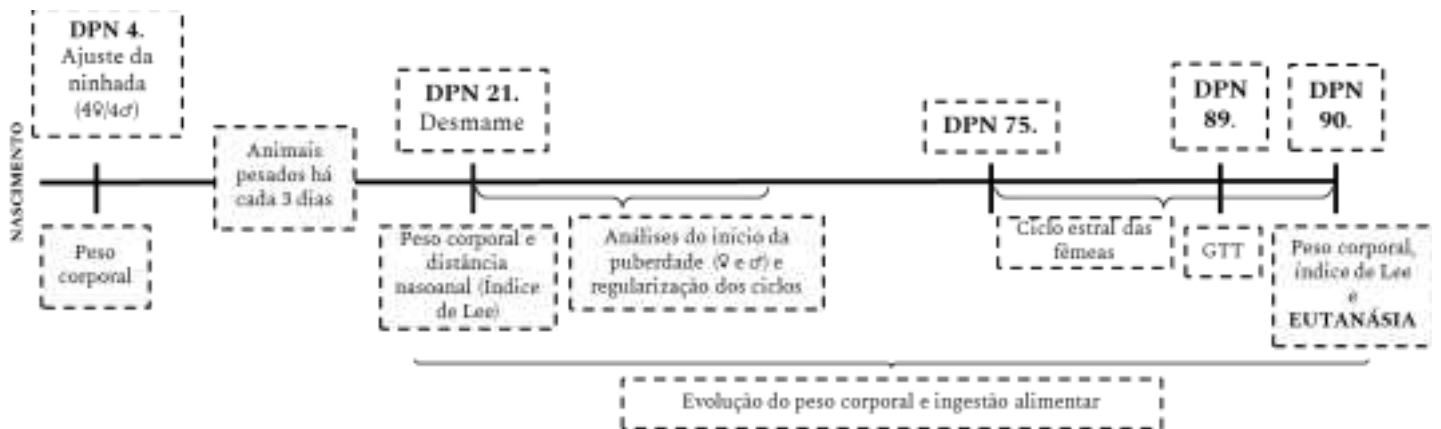 NASCIMENTO
DPN 4.
Ajuste da
ninhada
(4♀/4♂)
Peso
corporal
Animais
pesados há
cada 3 dias
DPN 21.
Desmame
Peso corporal e
distância
nasoanal (Índice
de Lee)
Análises do início da
puberdade (♀ e ♂) e
regularização dos ciclos
DPN 75.
Ciclo estral das
fêmeas
DPN
89.
GTT
DPN
90.
Peso corporal,
índice de Lee
e
EUTANÁSIA
Evolução do peso corporal e ingestão alimentar